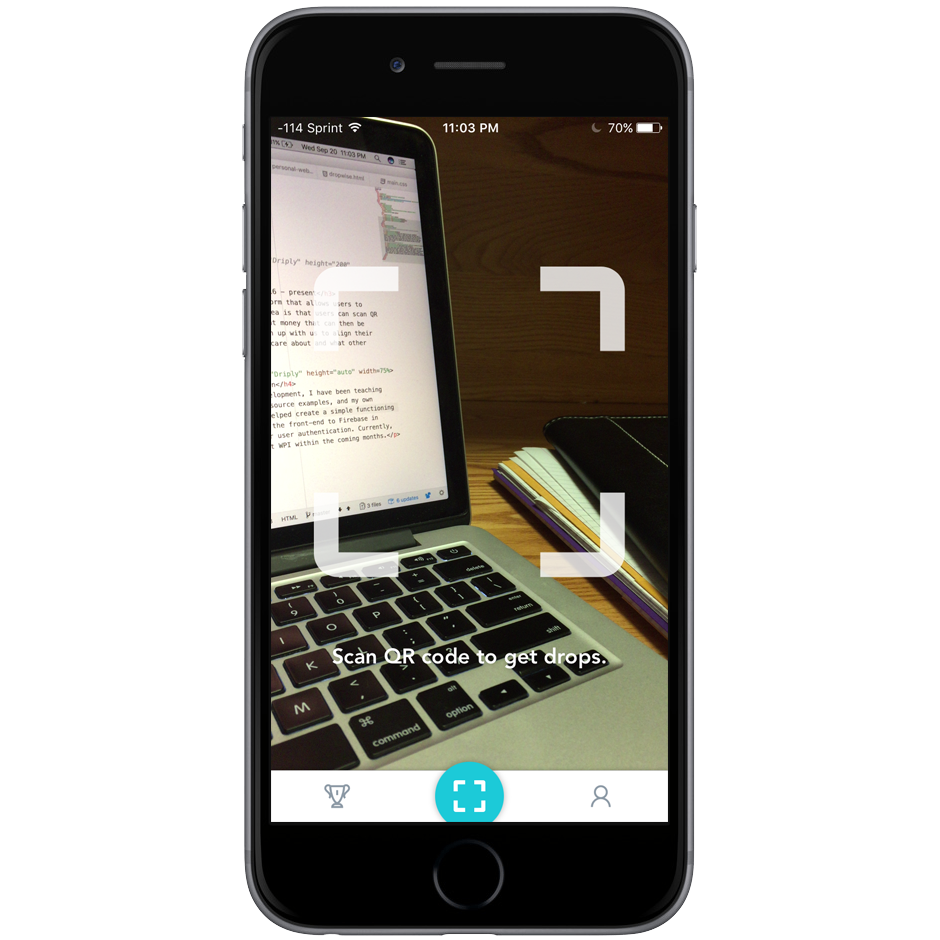 -114 Sprint 11:03 PM 70%
Wed Sep 20 11:03 PM
personal-web... dropwise.html main.css
Driply" height="200"
6 – present</h5>
orm that allows users to
ea is that users can scan QR
t money that can then be
n up with us to align their
care about and what other
"Driply" height="auto" width=75%>
n</h4>
elopment, I have been teaching
source examples, and my own
elped create a simple functioning
the front-end to Firebase in
r user authentication. Currently,
t WPI within the coming months.</p>
HTML 3 files 6 updates
delete
9 0
enter
I O P return
shift
K
Scan QR code to get drops.
M < , > .
⌘ alt
command option